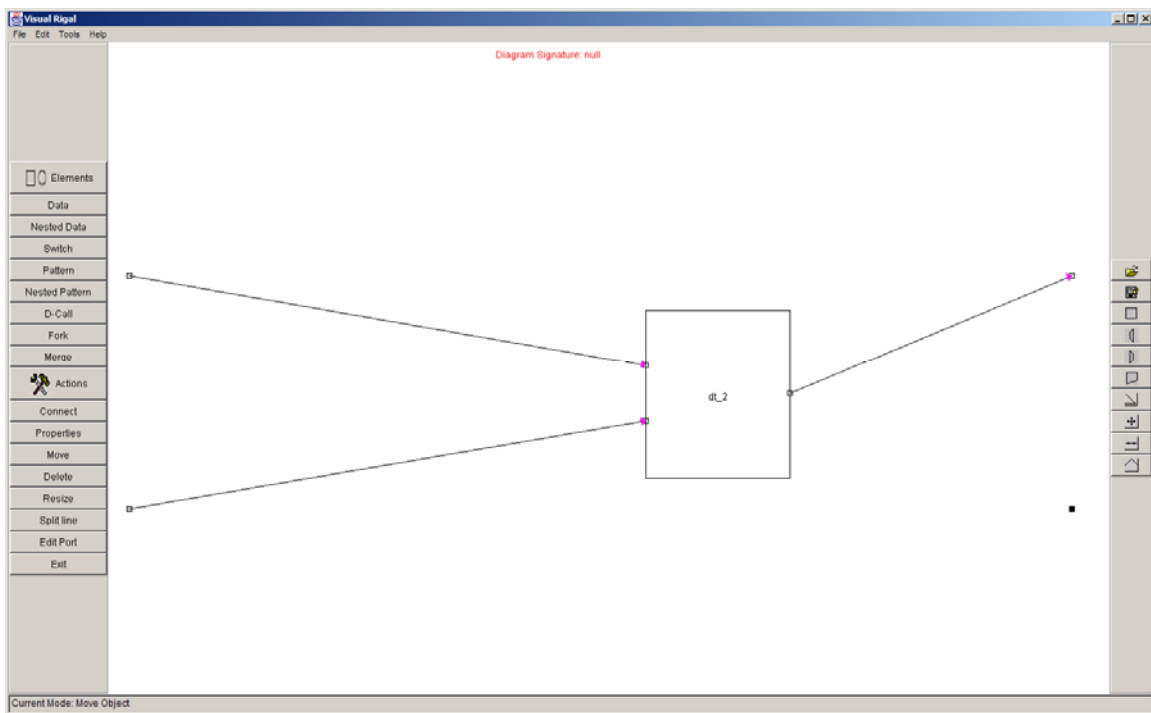 Visual Rigal
File Edit Tools Help
Diagram Signature: null
Elements
Data
Nested Data
Switch
Pattern
Nested Pattern
D-Call
Fork
Merge
Actions
Connect
Properties
Move
Delete
Resize
Split line
Edit Port
Exit
dt_2
Current Mode: Move Object